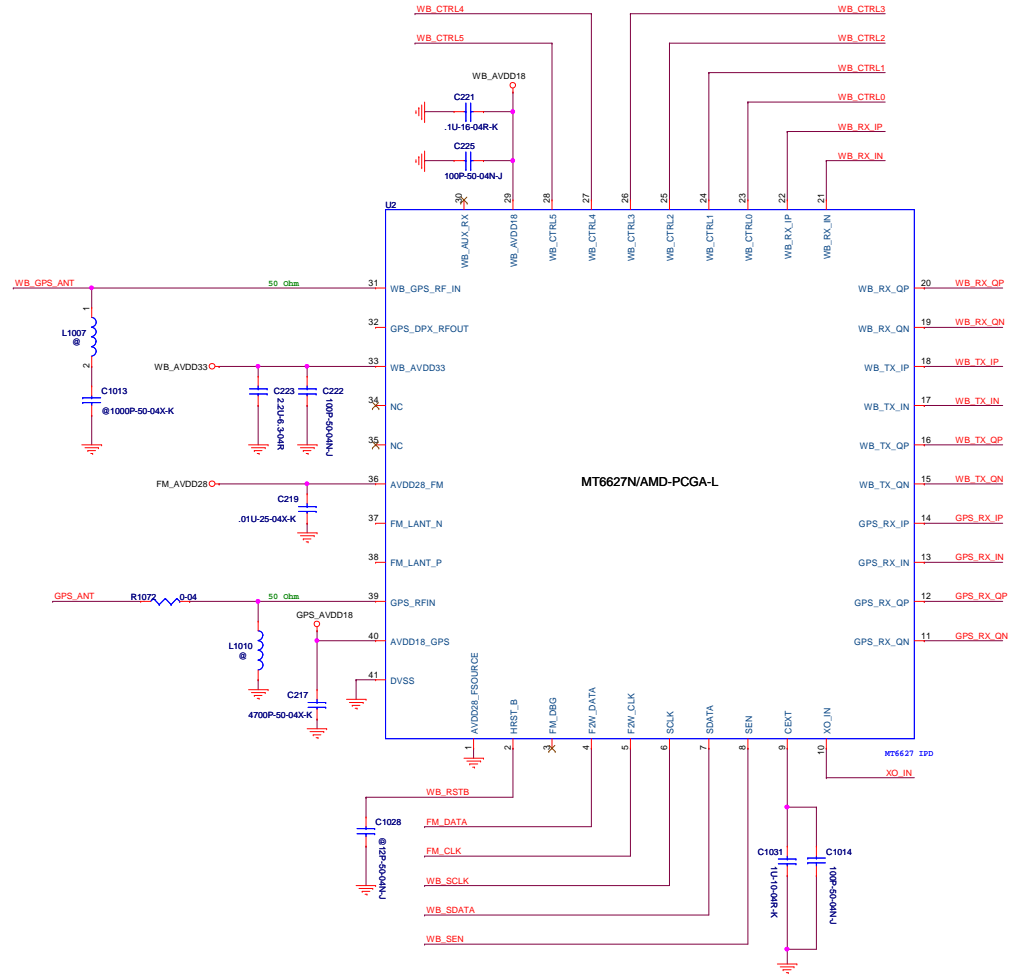 WB_CTRL4
WB_CTRL3
WB_CTRL5
WB_CTRL2
WB_AVDD18
WB_CTRL1
C221
WB_CTRL0
.1U-16-04R-K
WB_RX_IP
C225
WB_RX_IN
100P-50-04N-J
30
29
28
27
26
25
24
23
22
21
U2
WB_AUX_RX
WB_AVDD18
WB_CTRL5
WB_CTRL4
WB_CTRL3
WB_CTRL2
WB_CTRL1
WB_CTRL0
WB_RX_IP
WB_RX_IN
WB_GPS_ANT
50 Ohm
31
WB_GPS_RF_IN
WB_RX_QP
20
WB_RX_QP
1
L1007
@
2
32
GPS_DPX_RFOUT
WB_RX_QN
19
WB_RX_QN
WB_AVDD33
33
WB_AVDD33
WB_TX_IP
18
WB_TX_IP
C1013
@1000P-50-04X-K
C223
2.2U-6.3-04R
C222
100P-50-04N-J
34
NC
WB_TX_IN
17
WB_TX_IN
35
NC
WB_TX_QP
16
WB_TX_QP
MT6627N/AMD-PCGA-L
FM_AVDD28
36
AVDD28_FM
WB_TX_QN
15
WB_TX_QN
C219
.01U-25-04X-K
37
FM_LANT_N
GPS_RX_IP
14
GPS_RX_IP
38
FM_LANT_P
GPS_RX_IN
13
GPS_RX_IN
GPS_ANT
R1072
0-04
50 Ohm
39
GPS_RFIN
GPS_RX_QP
12
GPS_RX_QP
GPS_AVDD18
L1010
@
40
AVDD18_GPS
GPS_RX_QN
11
GPS_RX_QN
41
DVSS
C217
4700P-50-04X-K
AVDD28_FSOURCE
HRST_B
FM_DBG
F2W_DATA
F2W_CLK
SCLK
SDATA
SEN
CEXT
XO_IN
1
2
3
4
5
6
7
8
9
10
MT6627 IPD
XO_IN
WB_RSTB
C1028
@12P-50-04N-J
FM_DATA
FM_CLK
C1031
1U-10-04R-K
C1014
100P-50-04N-J
WB_SCLK
WB_SDATA
WB_SEN